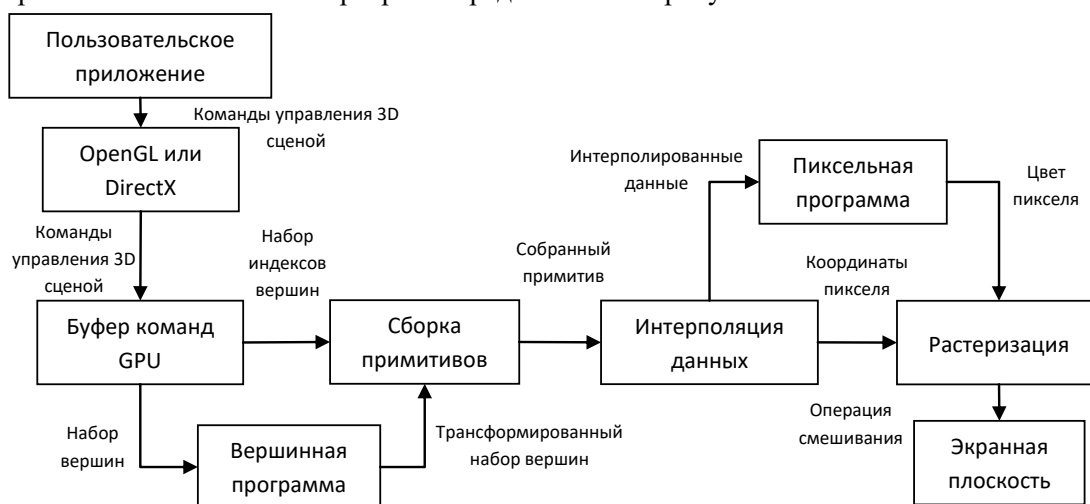 Пользовательское
приложение
Команды управления 3D
сценой
OpenGL или
DirectX
Команды
управления 3D
сценой
Буфер команд
GPU
Набор
индексов
вершин
Набор
вершин
Вершинная
программа
Трансформированный
набор вершин
Сборка
примитивов
Собранный
примитив
Интерполяция
данных
Интерполированные
данные
Пиксельная
программа
Цвет
пикселя
Координаты
пикселя
Растеризация
Операция
смешивания
Экранная
плоскость